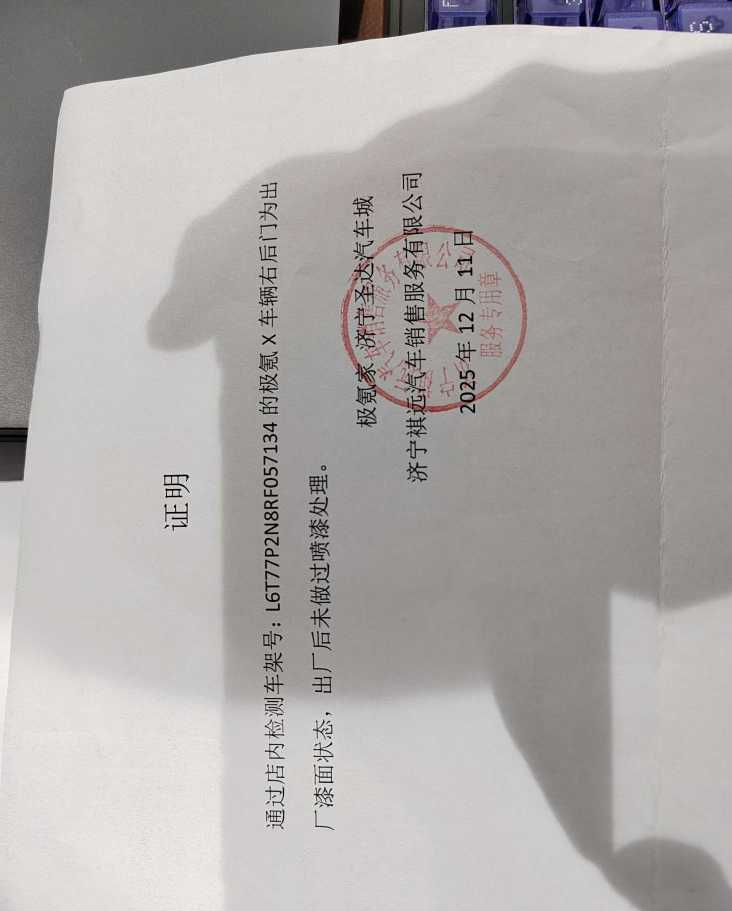 证明
通过店内检测车架号：L6T77P2N8RF057134 的极氪 X 车辆右后门为出
厂漆面状态，出厂后未做过喷漆处理。
极氪家 济宁圣达汽车城
济宁祺远汽车销售服务有限公司
2025 年 12 月 11 日
服务专用章